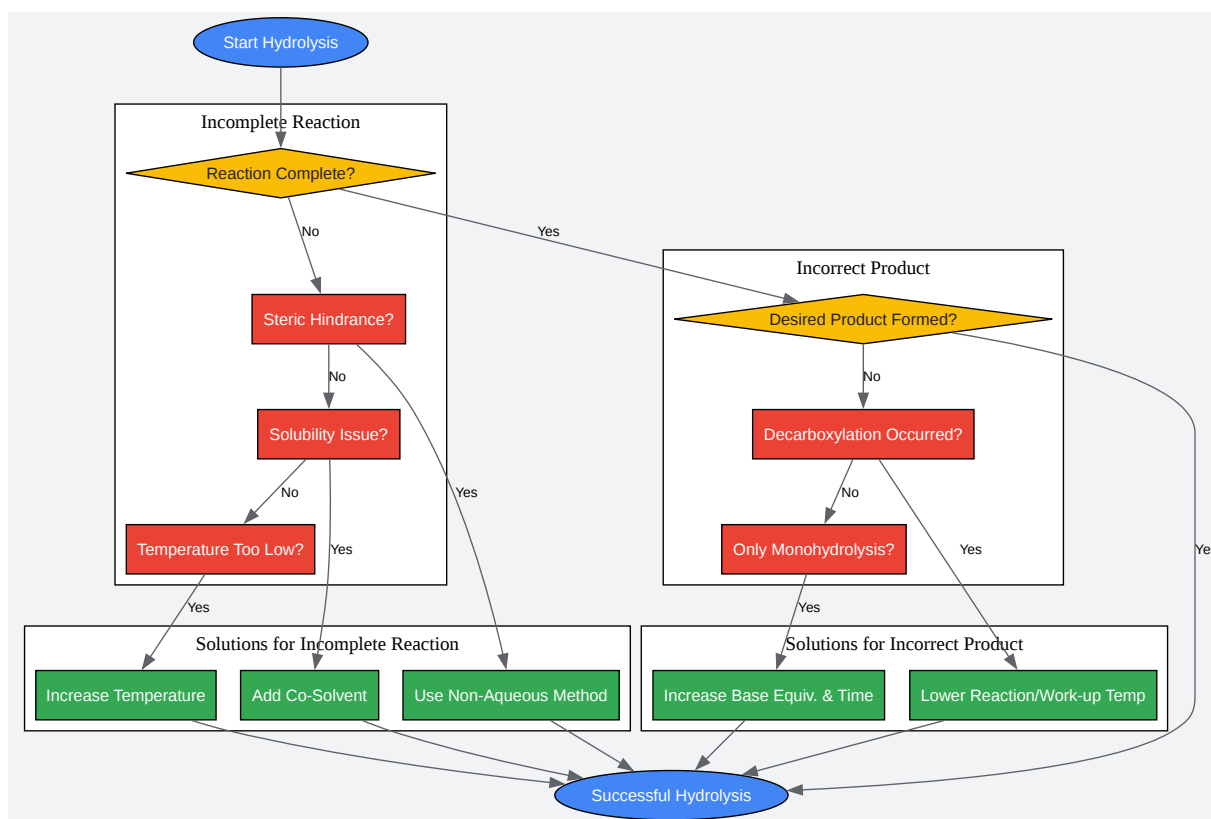 Start Hydrolysis
Incomplete Reaction
Reaction Complete?
No
Yes
Incorrect Product
Steric Hindrance?
Desired Product Formed?
No
No
Solubility Issue?
Decarboxylation Occurred?
No
Yes
No
Yes
Temperature Too Low?
Yes
Only Monohydrolysis?
Yes
Yes
Yes
Yes
Solutions for Incomplete Reaction
Solutions for Incorrect Product
Increase Temperature
Add Co-Solvent
Use Non-Aqueous Method
Increase Base Equiv. & Time
Lower Reaction/Work-up Temp
Successful Hydrolysis